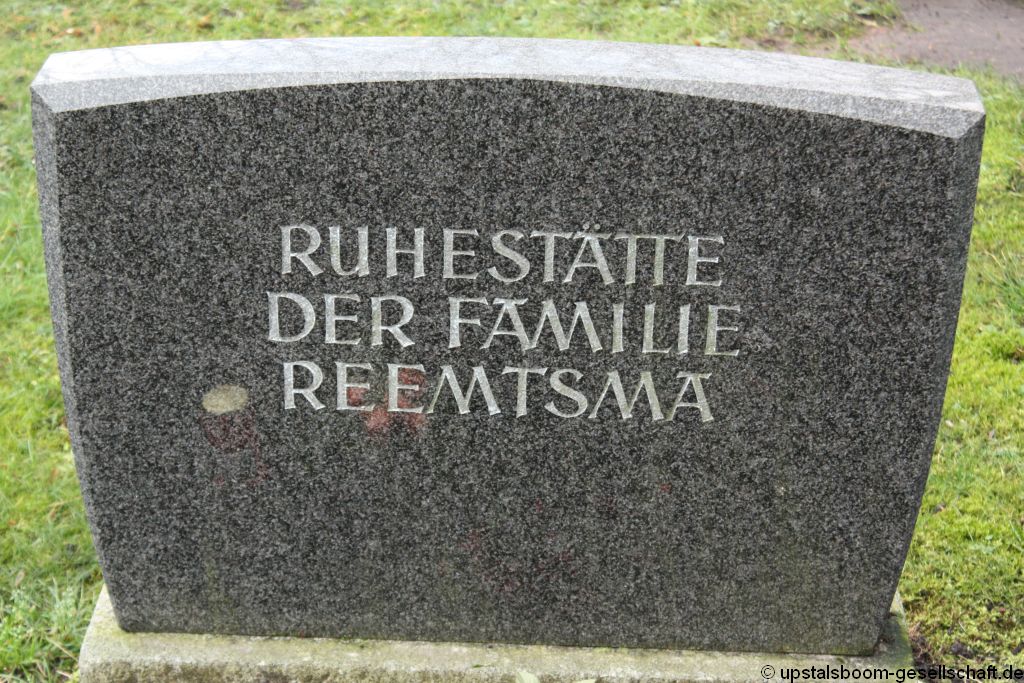 RUHESTÄTTE
DER FAMILIE
REEMTSMA
© upstalsboom-gesellschaft.de